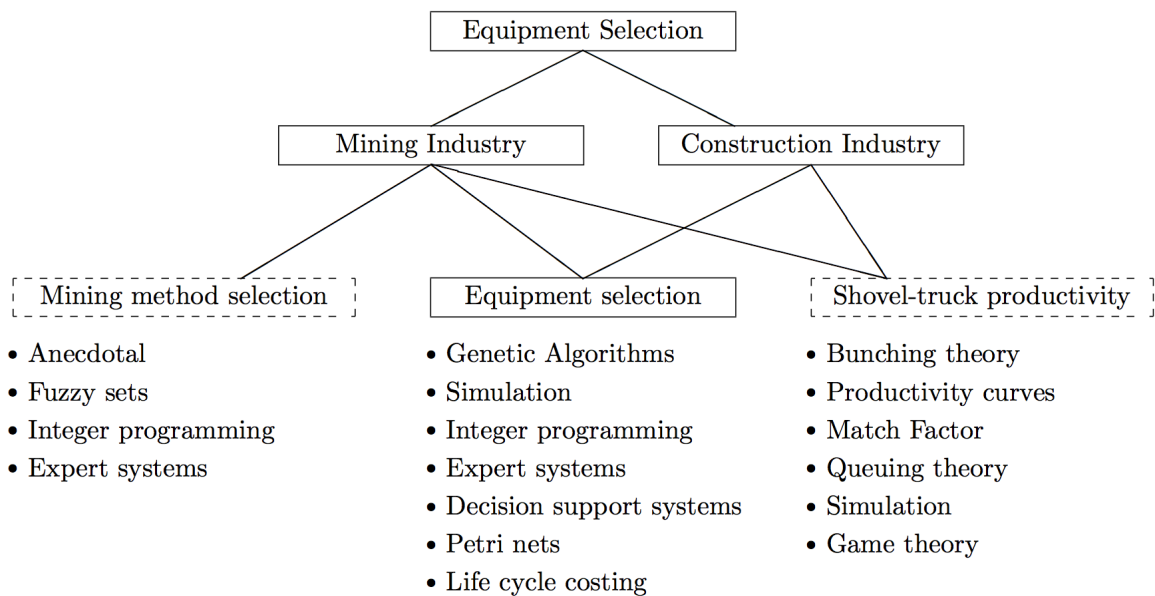 Equipment Selection
Mining Industry
Construction Industry
Mining method selection
• Anecdotal
• Fuzzy sets
• Integer programming
• Expert systems
Equipment selection
• Genetic Algorithms
• Simulation
• Integer programming
• Expert systems
• Decision support systems
• Petri nets
• Life cycle costing
Shovel-truck productivity
• Bunching theory
• Productivity curves
• Match Factor
• Queuing theory
• Simulation
• Game theory